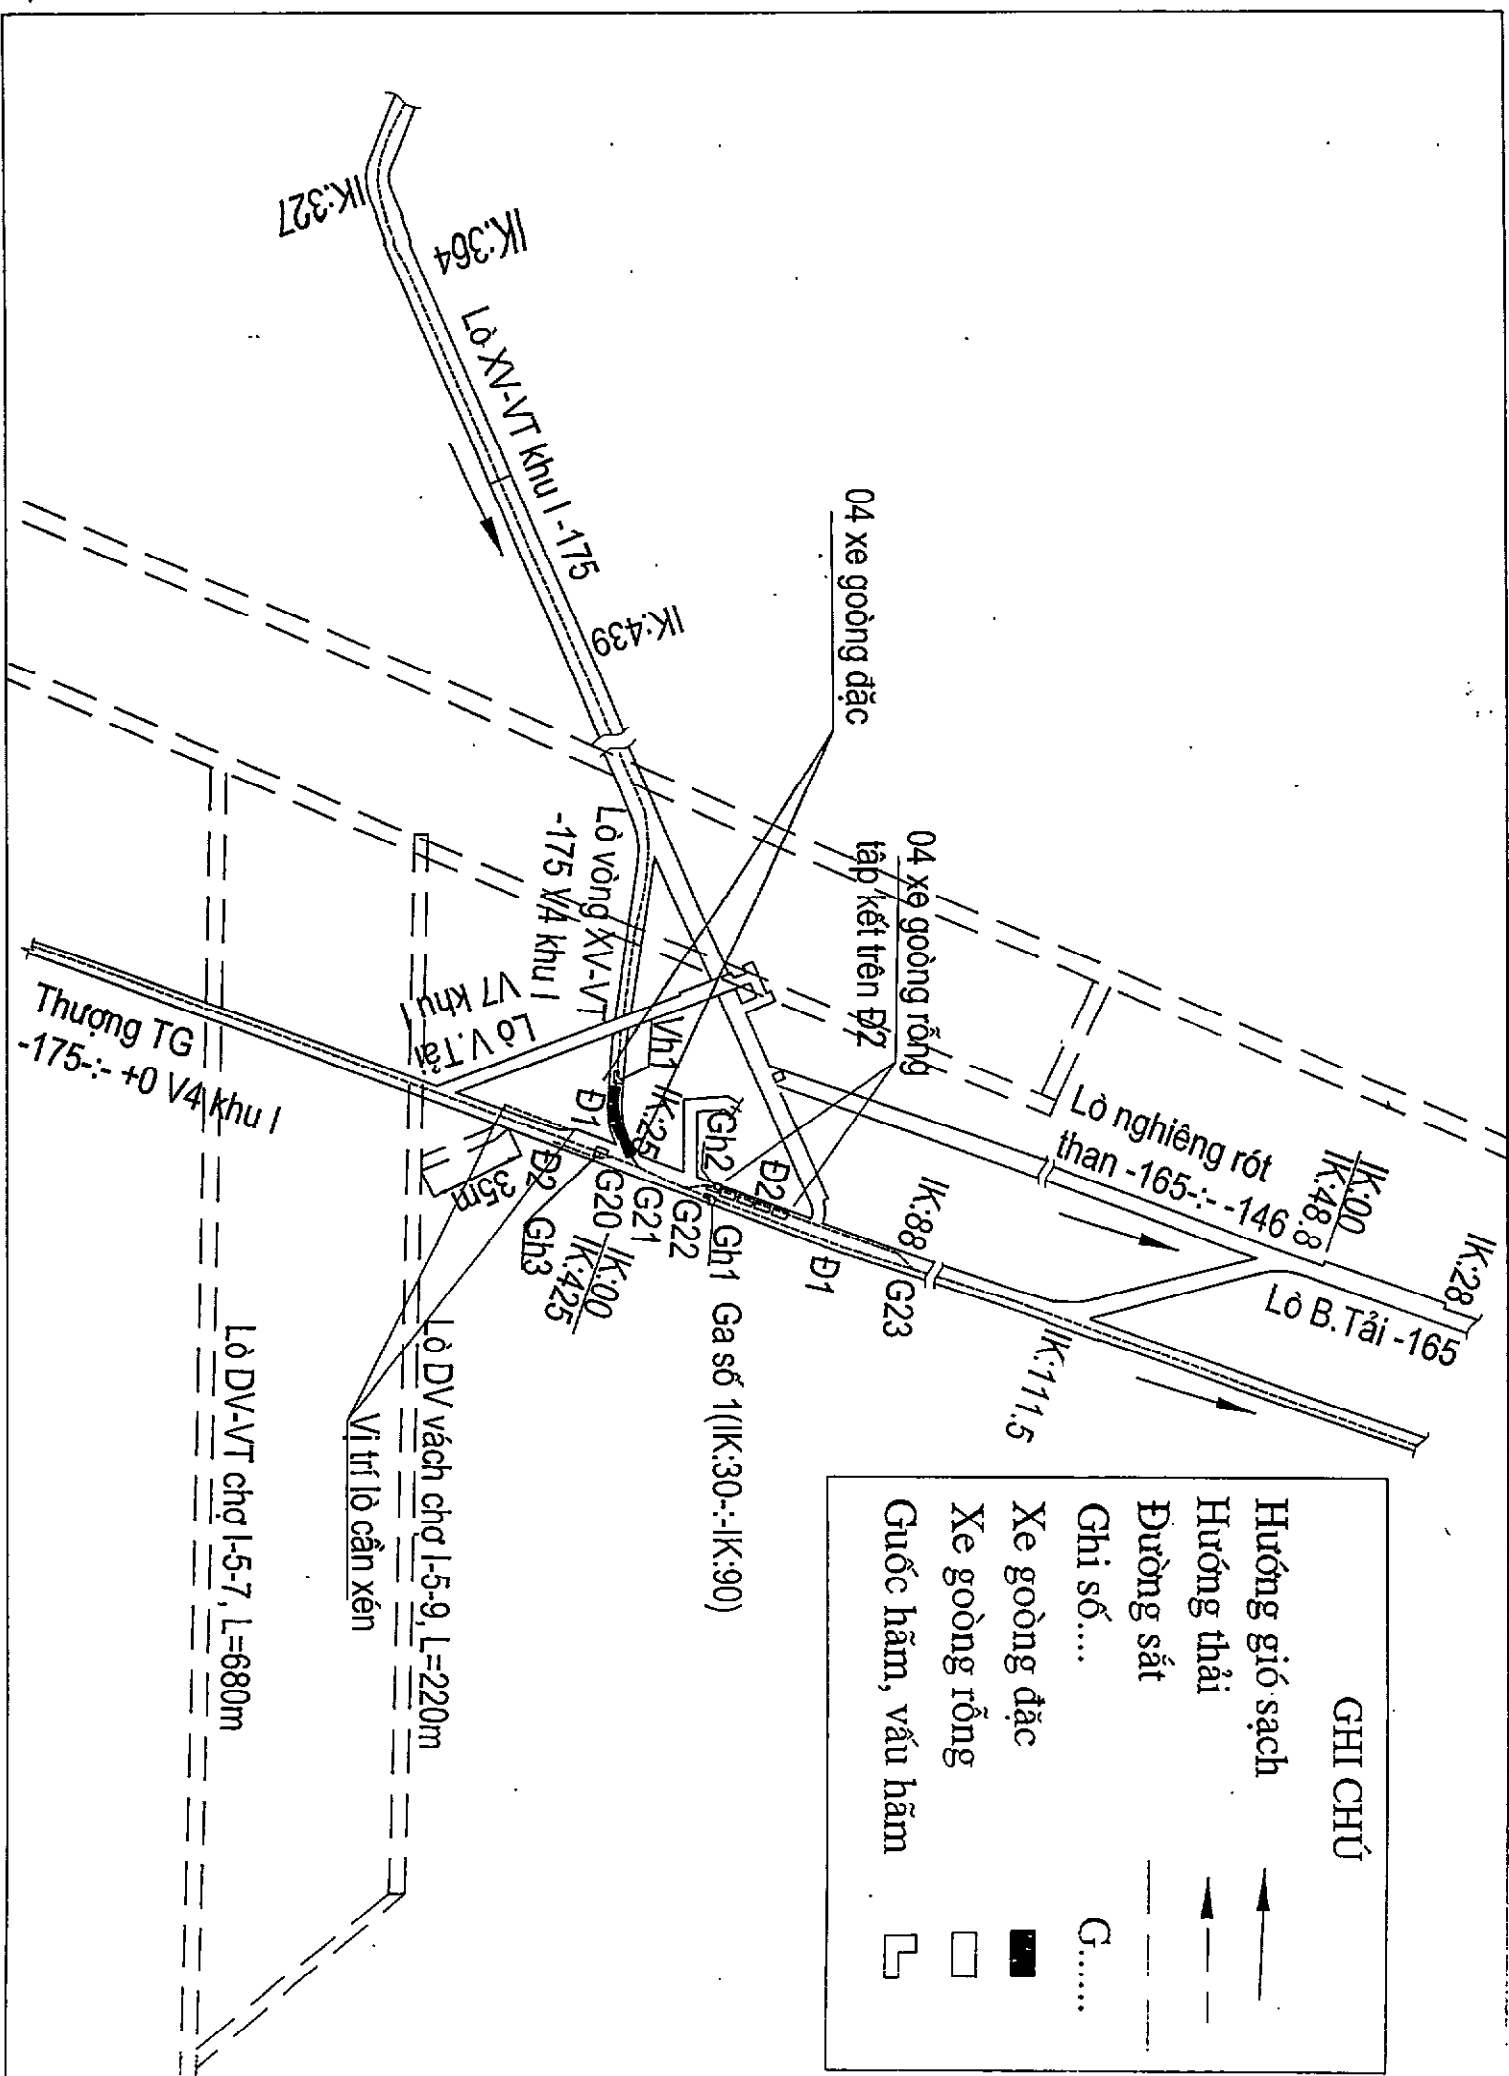 IK:327
IK:364
Lò XV-VT khu I -175
IK:439
04 xe goòng đặc
04 xe goòng rỗng
tập kết trên Đ2
Lò vòng XV-VT
-175 V4 khu I
Lò V.Tải
V7 khu I
Thượng TG
-175-:- +0 V4 khu I
Vh1
IK:25
Đ1
Đ2
35m
Gh2
Đ2
G20
G21
G22
Gh3
IK:00
IK:425
Gh1
Ga số 1(IK:30-:-IK:90)
Đ1
G23
IK:88
IK:111.5
Lò nghiêng rót
than -165-:- -146
IK:00
IK:48.8
IK:28
Lò B.Tải -165
Vị trí lò cần xén
Lò DV vách chợ I-5-9, L=220m
Lò DV-VT chợ I-5-7, L=680m
GHI CHÚ
Hướng gió sạch
Hướng thải
Đường sắt
Ghi số....
G......
Xe goòng đặc
Xe goòng rỗng
Guốc hãm, vấu hãm